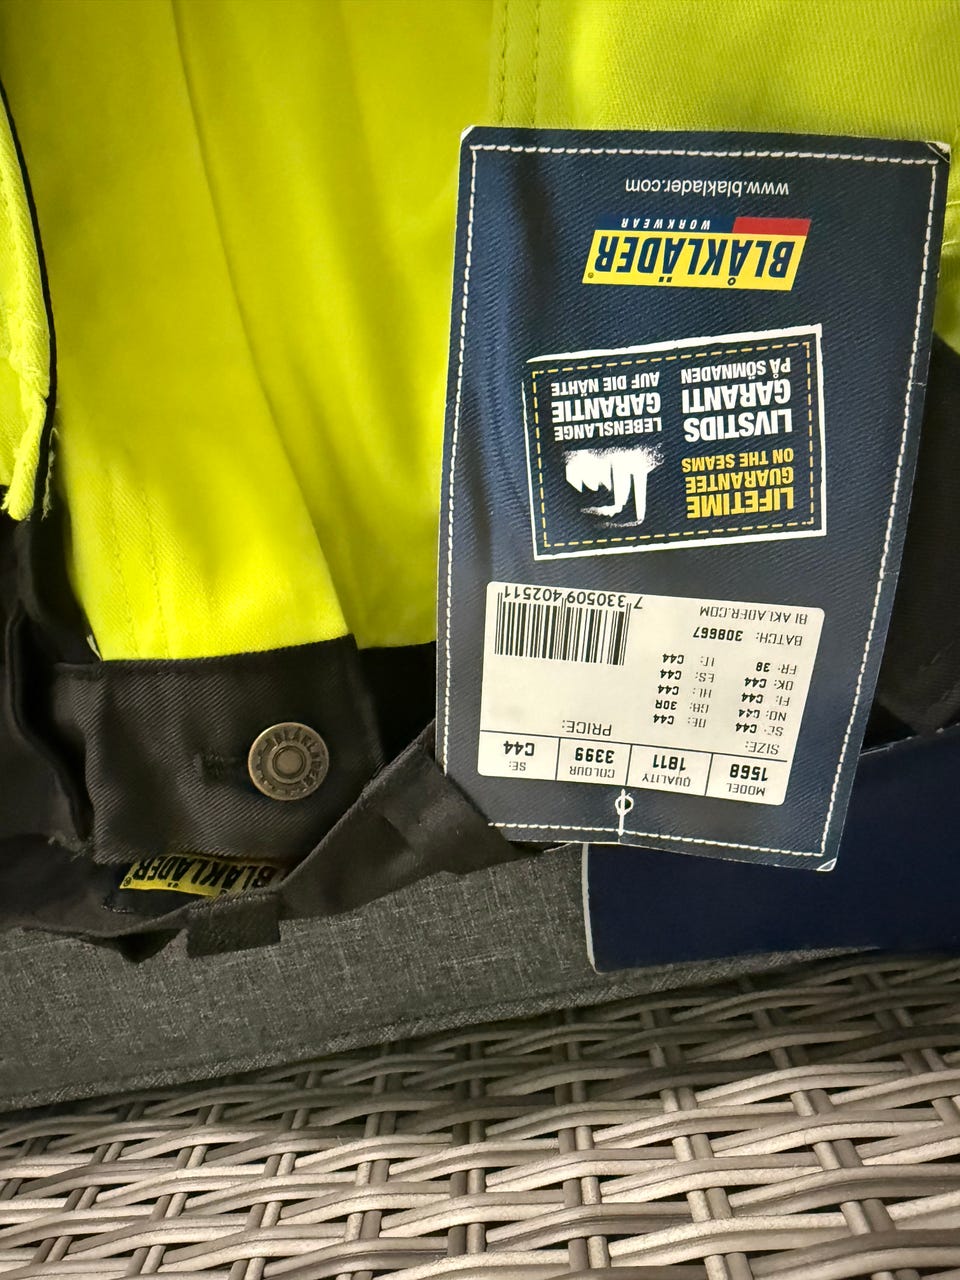 BLÅKLÄDER®
MODEL QUALITY COLOUR SE:
1568 1811 3399 C44
SIZE: PRICE:
SE: C44 DE: C44
NO: C44 GB: 30R
FI: C44 NL: C44
DK: C44 ES: C44
FR: 38 IT: C44
BATCH: 308667
BLAKLADER.COM
7 330509 402511
LIFETIME
GUARANTEE
ON THE SEAMS
LIVSTIDS
GARANTI
PÅ SÖMNADEN
LEBENSLANGE
GARANTIE
AUF DIE NÄHTE
BLÅKLÄDER®
WORKWEAR
www.blaklader.com